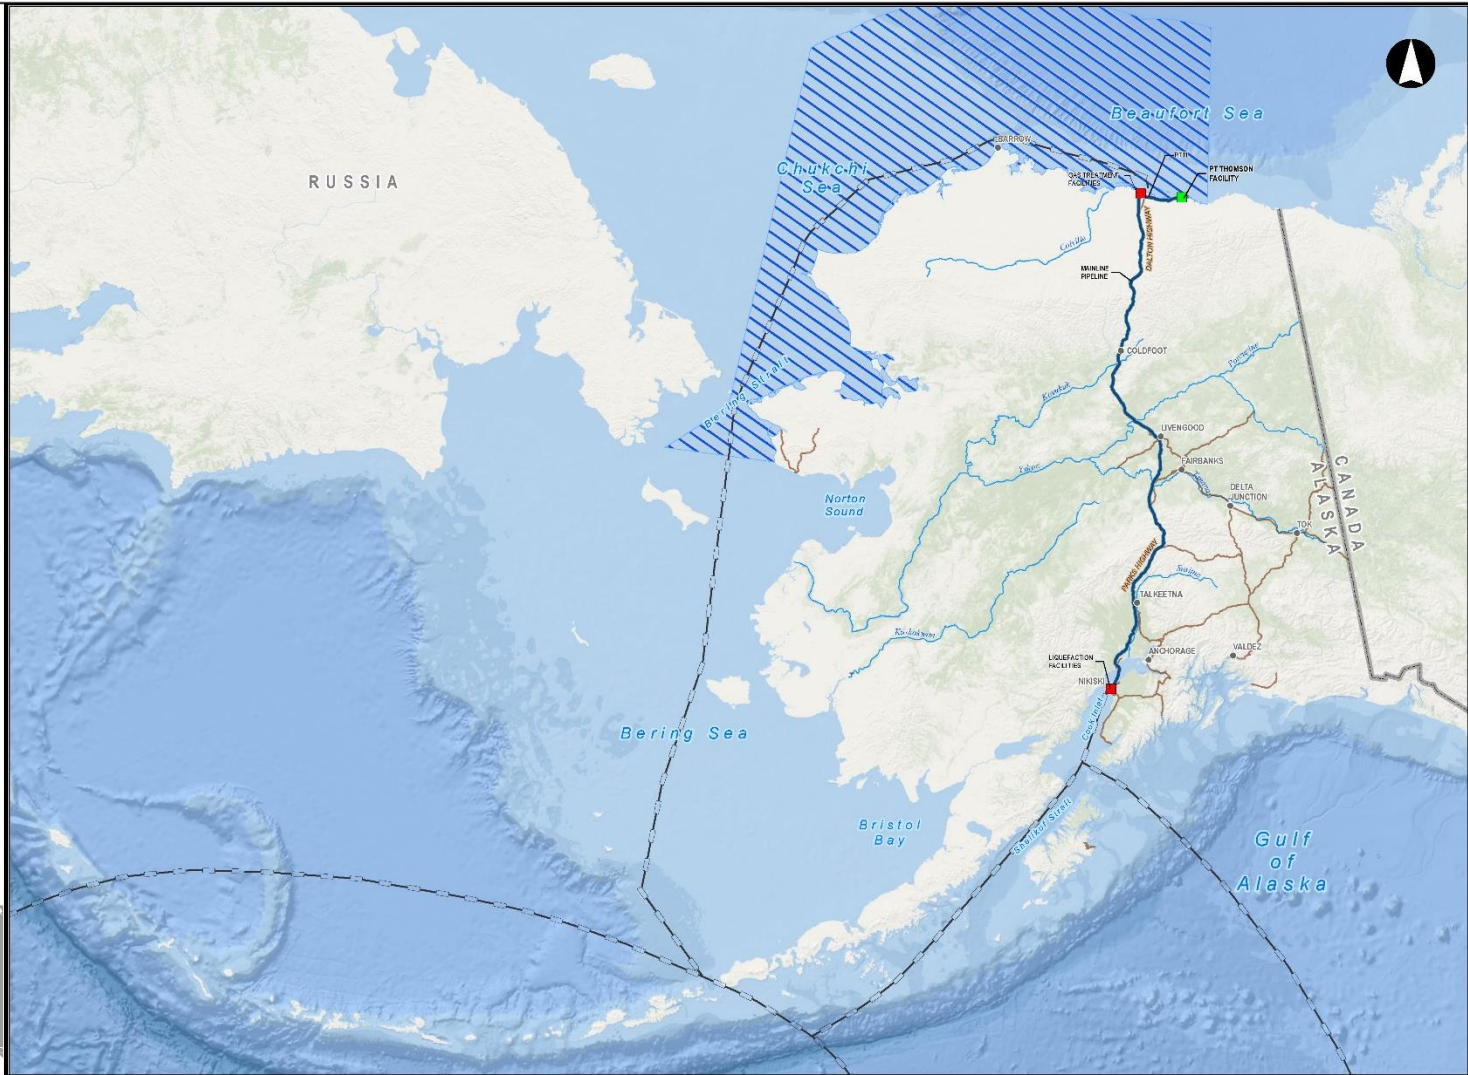 Beaufort Sea
BARROW
PTTL
Chukchi
Sea
GAS TREATMENT
FACILITIES
PT THOMSON
FACILITY
RUSSIA
DALTON HIGHWAY
Colville
MAINLINE
PIPELINE
COLDFOOT
Porcupine
Bering Strait
Koyukuk
LIVENGOOD
Yukon
FAIRBANKS
Tanana
CANADA
ALASKA
DELTA
JUNCTION
Norton
Sound
TOK
PARKS HIGHWAY
Susitna
TALKEETNA
Kuskokwim
VALDEZ
ANCHORAGE
LIQUEFACTION
FACILITIES
NIKISKI
Cook Inlet
Bering Sea
Shelikof Strait
Bristol
Bay
Gulf
of
Alaska